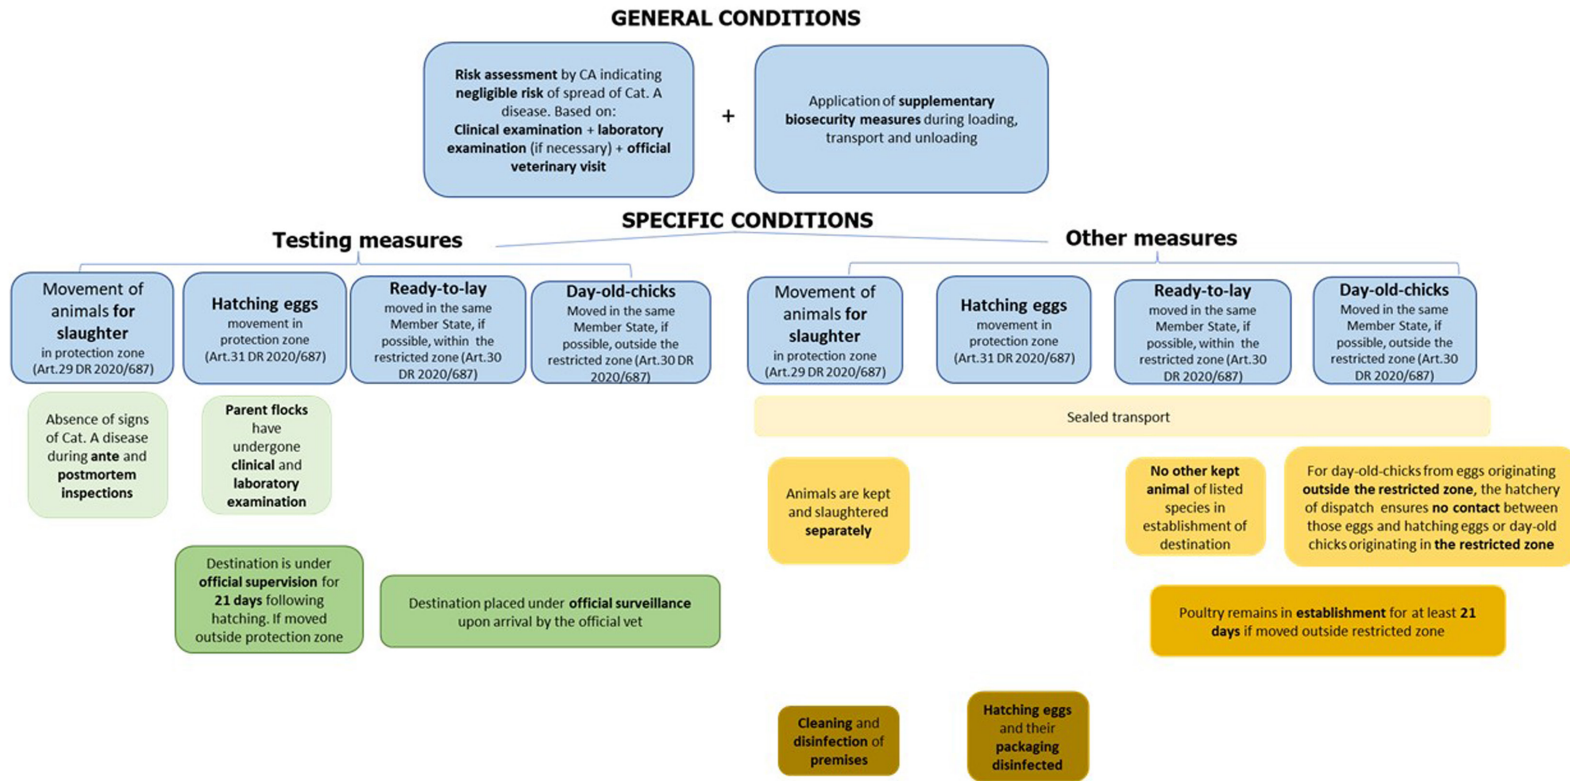 GENERAL CONDITIONS
Risk assessment by CA indicating
negligible risk of spread of Cat. A
disease. Based on:
Clinical examination + laboratory
examination (if necessary) + official
veterinary visit
+
Application of supplementary
biosecurity measures during loading,
transport and unloading
SPECIFIC CONDITIONS
Testing measures
Other measures
Movement of
animals for
slaughter
in protection zone
(Art.29 DR 2020/687)
Hatching eggs
movement in
protection zone
(Art.31 DR 2020/687)
Ready-to-lay
moved in the same
Member State, if
possible, within the
restricted zone (Art.30
DR 2020/687)
Day-old-chicks
Moved in the same
Member State, if
possible, outside the
restricted zone (Art.30 DR
2020/687)
Movement of
animals for
slaughter
in protection zone
(Art.29 DR 2020/687)
Hatching eggs
movement in
protection zone
(Art.31 DR 2020/687)
Ready-to-lay
moved in the same
Member State, if
possible, within the
restricted zone (Art.30
DR 2020/687)
Day-old-chicks
Moved in the same
Member State, if
possible, outside the
restricted zone (Art.30
DR 2020/687)
Absence of signs
of Cat. A disease
during ante and
postmortem
inspections
Parent flocks
have
undergone
clinical and
laboratory
examination
Sealed transport
Animals are kept
and slaughtered
separately
No other kept
animal of listed
species in
establishment of
destination
For day-old-chicks from eggs originating
outside the restricted zone, the hatchery
of dispatch ensures no contact between
those eggs and hatching eggs or day-old
chicks originating in the restricted zone
Destination is under
official supervision for
21 days following
hatching. If moved
outside protection zone
Destination placed under official surveillance
upon arrival by the official vet
Poultry remains in establishment for at least 21
days if moved outside restricted zone
Cleaning and
disinfection of
premises
Hatching eggs
and their
packaging
disinfected